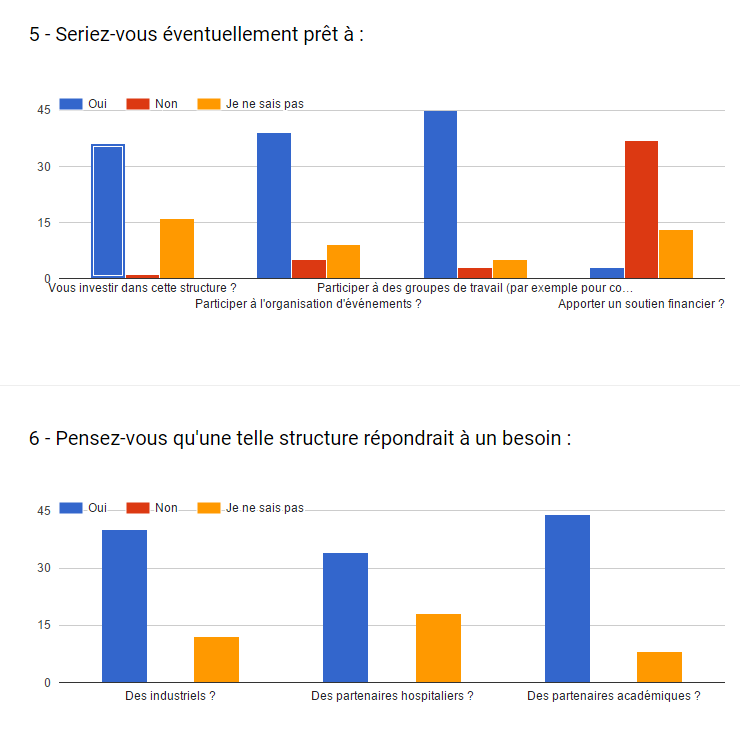 5 - Seriez-vous éventuellement prêt à :
Oui Non Je ne sais pas
45
30
15
0
Vous investir dans cette structure ?
Participer à des groupes de travail (par exemple pour co…
Participer à l'organisation d'événements ?
Apporter un soutien financier ?
6 - Pensez-vous qu'une telle structure répondrait à un besoin :
Oui Non Je ne sais pas
45
30
15
0
Des industriels ?
Des partenaires hospitaliers ?
Des partenaires académiques ?